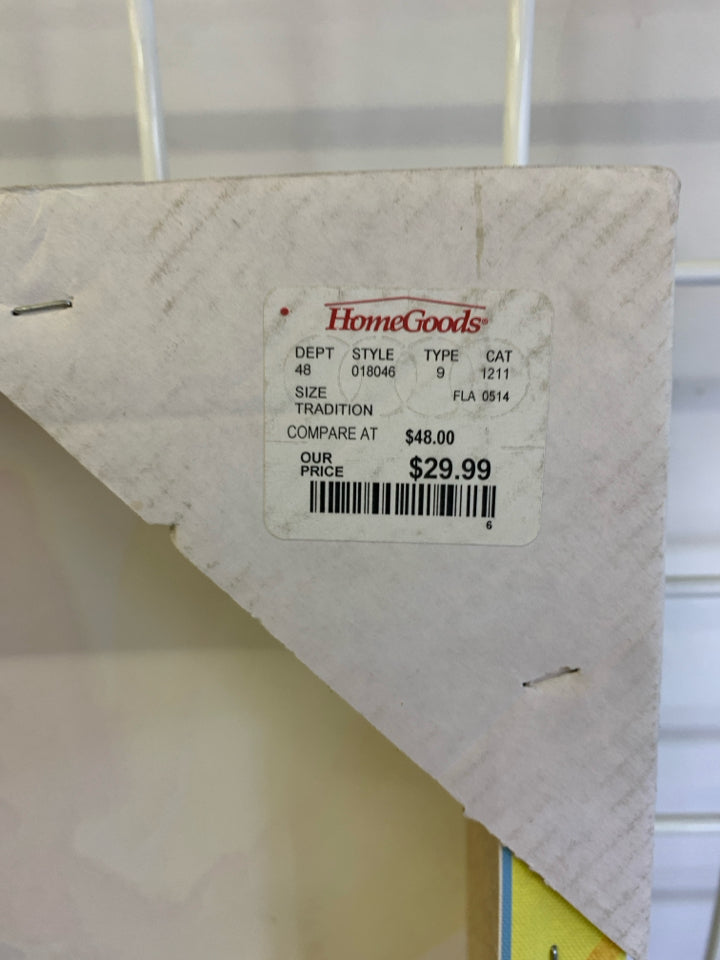 HomeGoods®
DEPT STYLE TYPE CAT
48 018046 9 1211
SIZE FLA 0514
TRADITION
COMPARE AT $48.00
OUR
PRICE $29.99
6